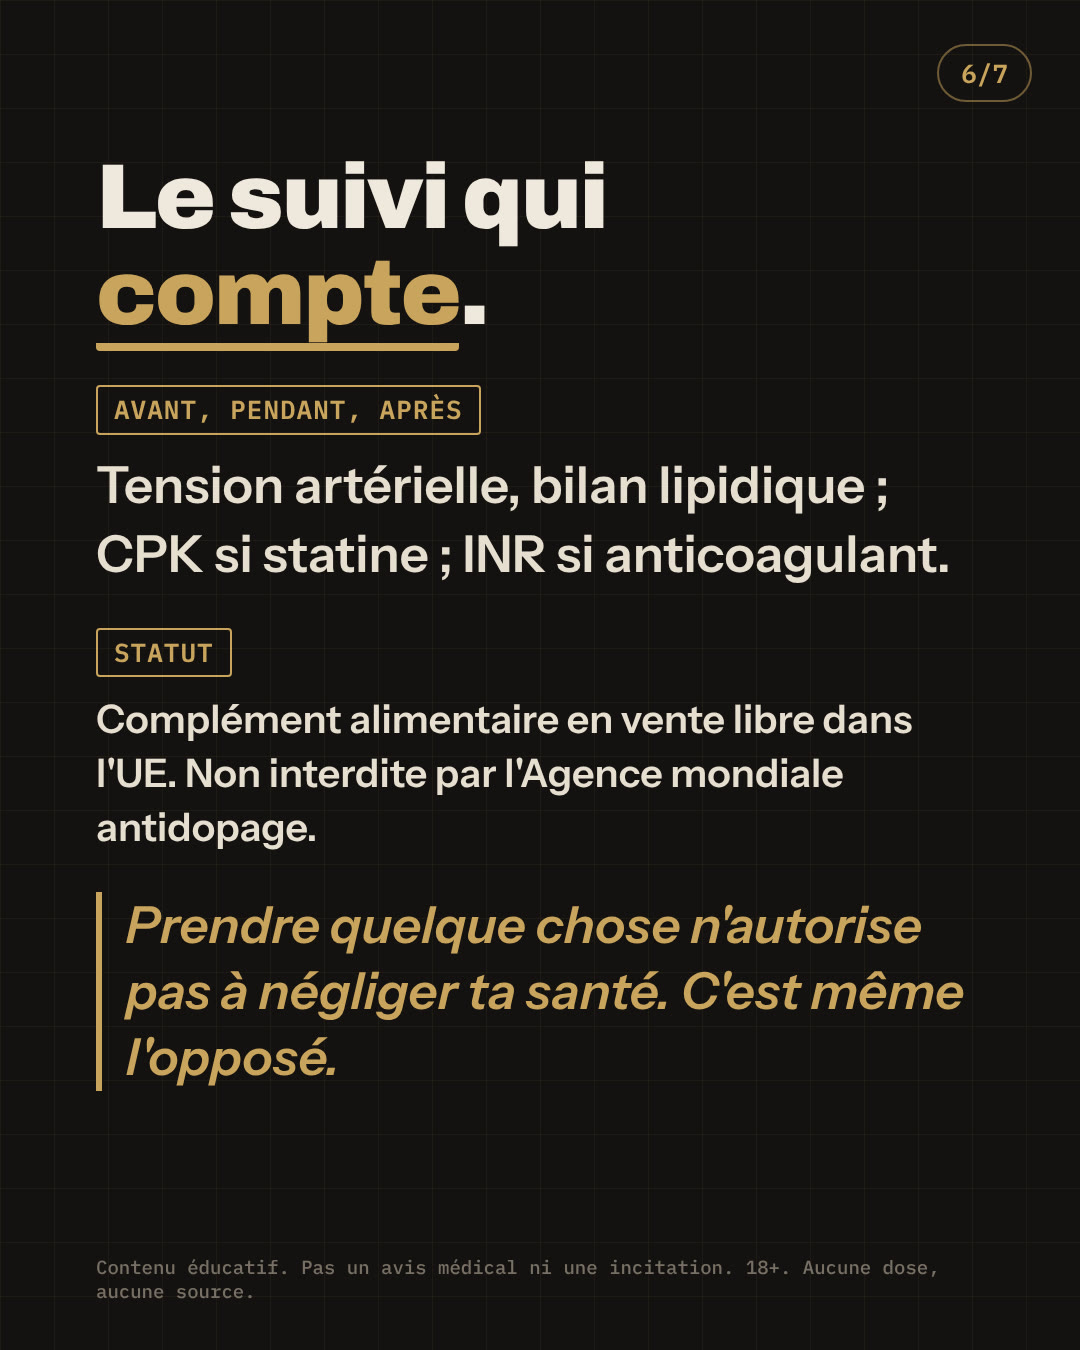 6/7
Le suivi qui
compte.
AVANT, PENDANT, APRÈS
Tension artérielle, bilan lipidique ;
CPK si statine ; INR si anticoagulant.
STATUT
Complément alimentaire en vente libre dans
l'UE. Non interdite par l'Agence mondiale
antidopage.
Prendre quelque chose n'autorise
pas à négliger ta santé. C'est même
l'opposé.
Contenu éducatif. Pas un avis médical ni une incitation. 18+. Aucune dose,
aucune source.